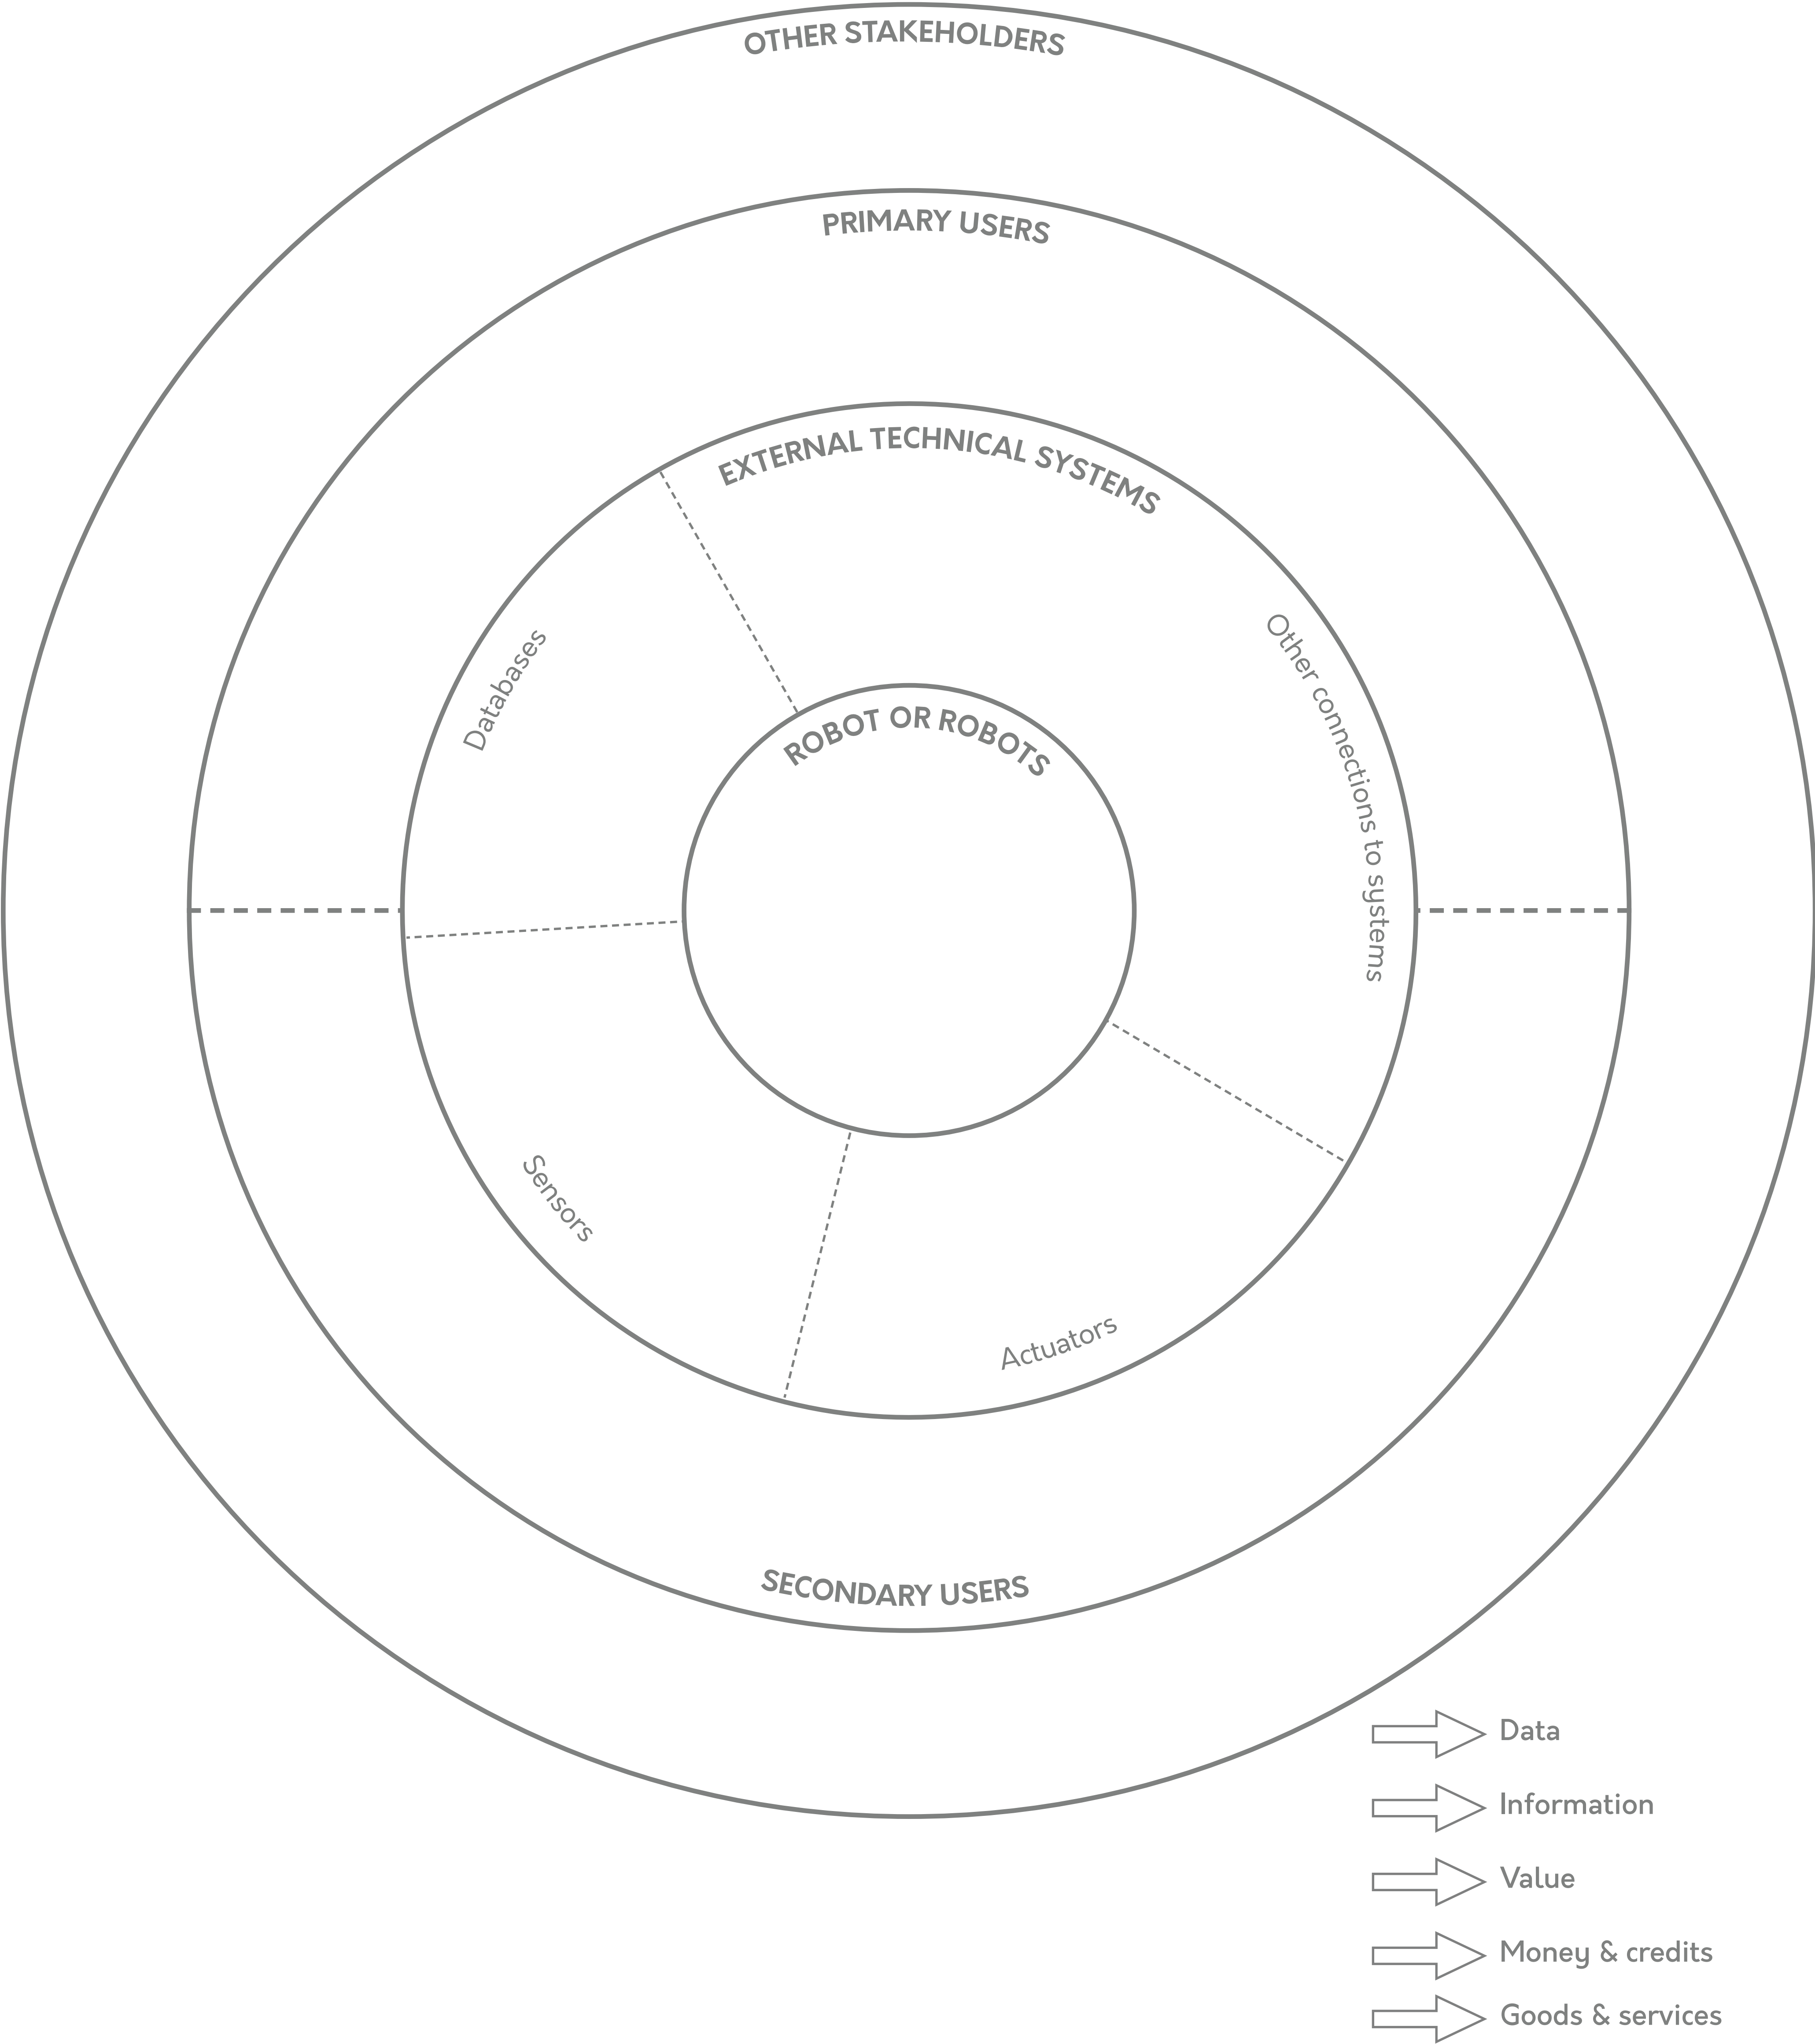 OTHER STAKEHOLDERS
PRIMARY USERS
EXTERNAL TECHNICAL SYSTEMS
Databases
Other connections to systems
ROBOT OR ROBOTS
Sensors
Actuators
SECONDARY USERS
Data
Information
Value
Money & credits
Goods & services